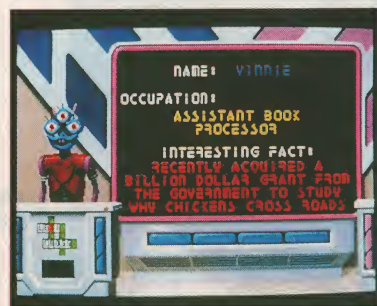 NAME: VINNIE
OCCUPATION:
ASSISTANT BOOK
PROCESSOR
INTERESTING FACT:
RECENTLY ACQUIRED A
BILLION DOLLAR GRANT FROM
THE GOVERNMENT TO STUDY
WHY CHICKENS CROSS ROADS